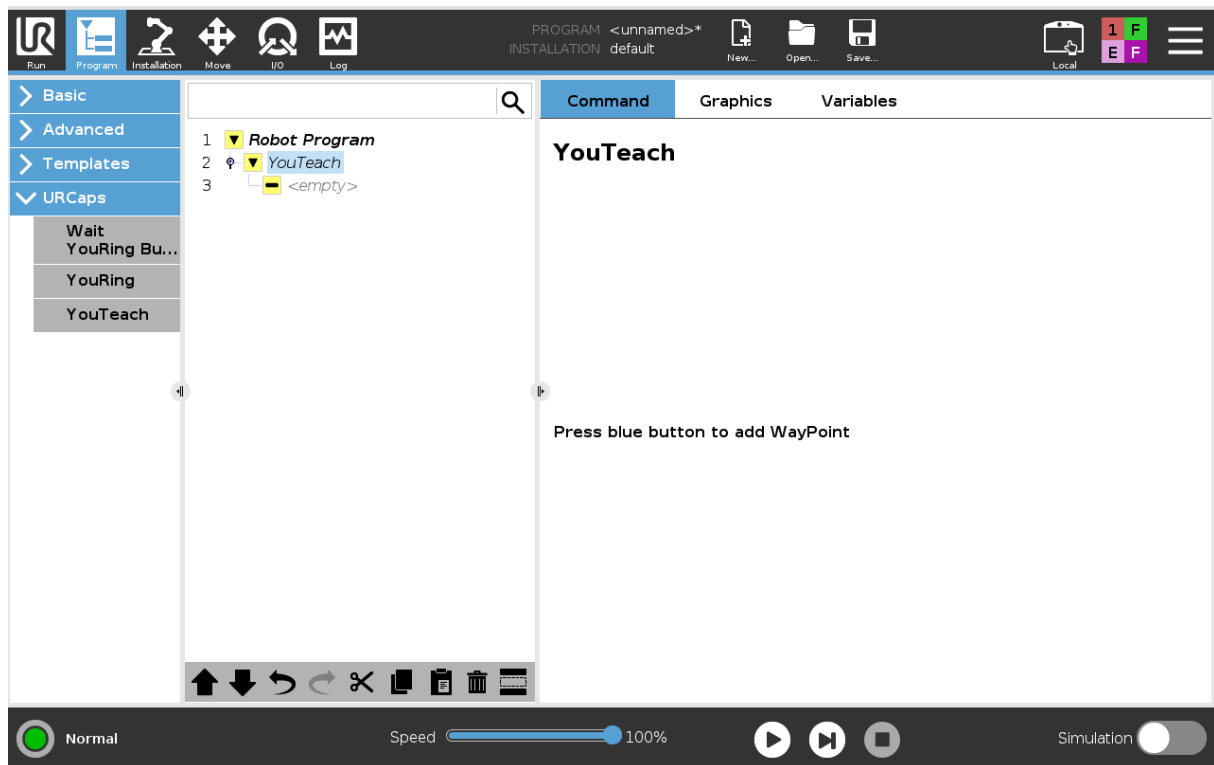 PROGRAM <unnamed>*
INSTALLATION default
Run
Program
Installation
Move
I/O
Log
New...
Open...
Save...
Local
1 F
E F
Basic
Advanced
Templates
URCaps
Wait
YouRing Bu...
YouRing
YouTeach
1 Robot Program
2 YouTeach
3 <empty>
Command
Graphics
Variables
YouTeach
Press blue button to add WayPoint
Normal
Speed
100%
Simulation